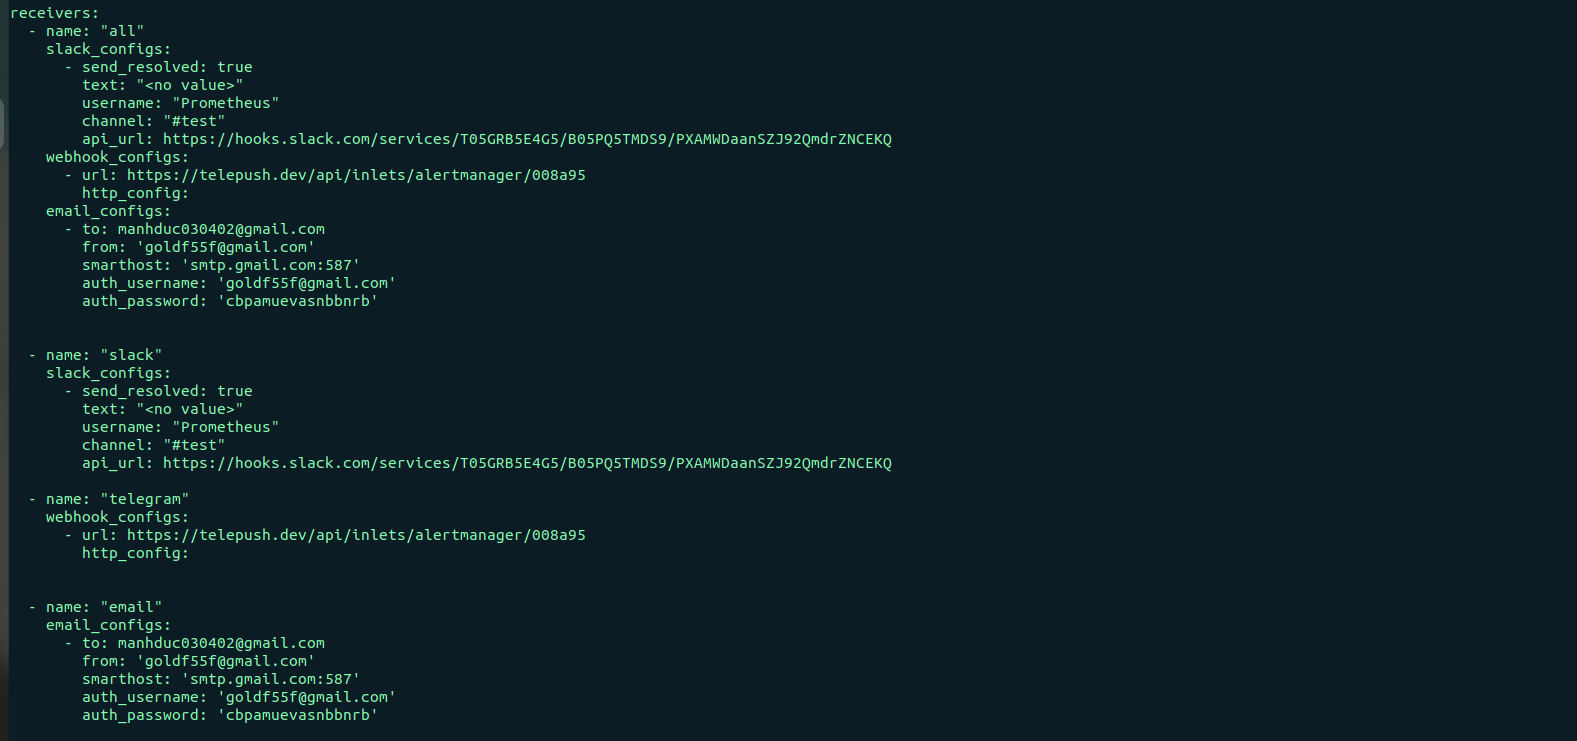 receivers:
  - name: "all"
    slack_configs:
      - send_resolved: true
        text: "<no value>"
        username: "Prometheus"
        channel: "#test"
        api_url: https://hooks.slack.com/services/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
    webhook_configs:
      - url: https://telepush.dev/api/inlets/alertmanager/008a95
        http_config:
    email_configs:
      - to: manhduc030402@gmail.com
        from: 'goldf55f@gmail.com'
        smarthost: 'smtp.gmail.com:587'
        auth_username: 'goldf55f@gmail.com'
        auth_password: 'cbpamuevasnbbnrb'
  - name: "slack"
    slack_configs:
      - send_resolved: true
        text: "<no value>"
        username: "Prometheus"
        channel: "#test"
        api_url: https://hooks.slack.com/services/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
  - name: "telegram"
    webhook_configs:
      - url: https://telepush.dev/api/inlets/alertmanager/008a95
        http_config:
  - name: "email"
    email_configs:
      - to: manhduc030402@gmail.com
        from: 'goldf55f@gmail.com'
        smarthost: 'smtp.gmail.com:587'
        auth_username: 'goldf55f@gmail.com'
        auth_password: 'cbpamuevasnbbnrb'